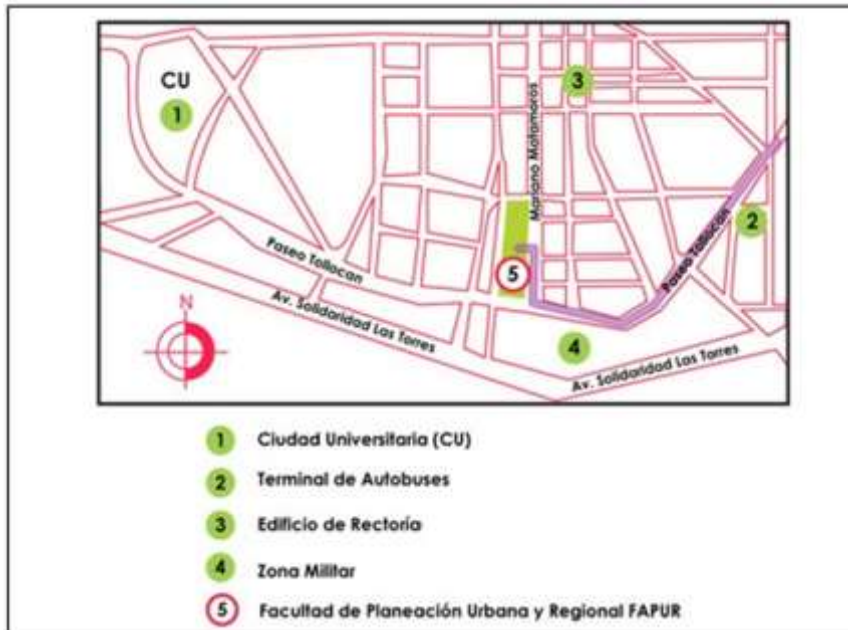 CU
1
3
Mariano Matamoros
2
Paseo Tollocan
Paseo Tollocan
5
Av. Solidaridad Las Torres
N
4
Av. Solidaridad Las Torres
1 Ciudad Universitaria (CU)
2 Terminal de Autobuses
3 Edificio de Rectoría
4 Zona Militar
5 Facultad de Planeación Urbana y Regional FAPUR